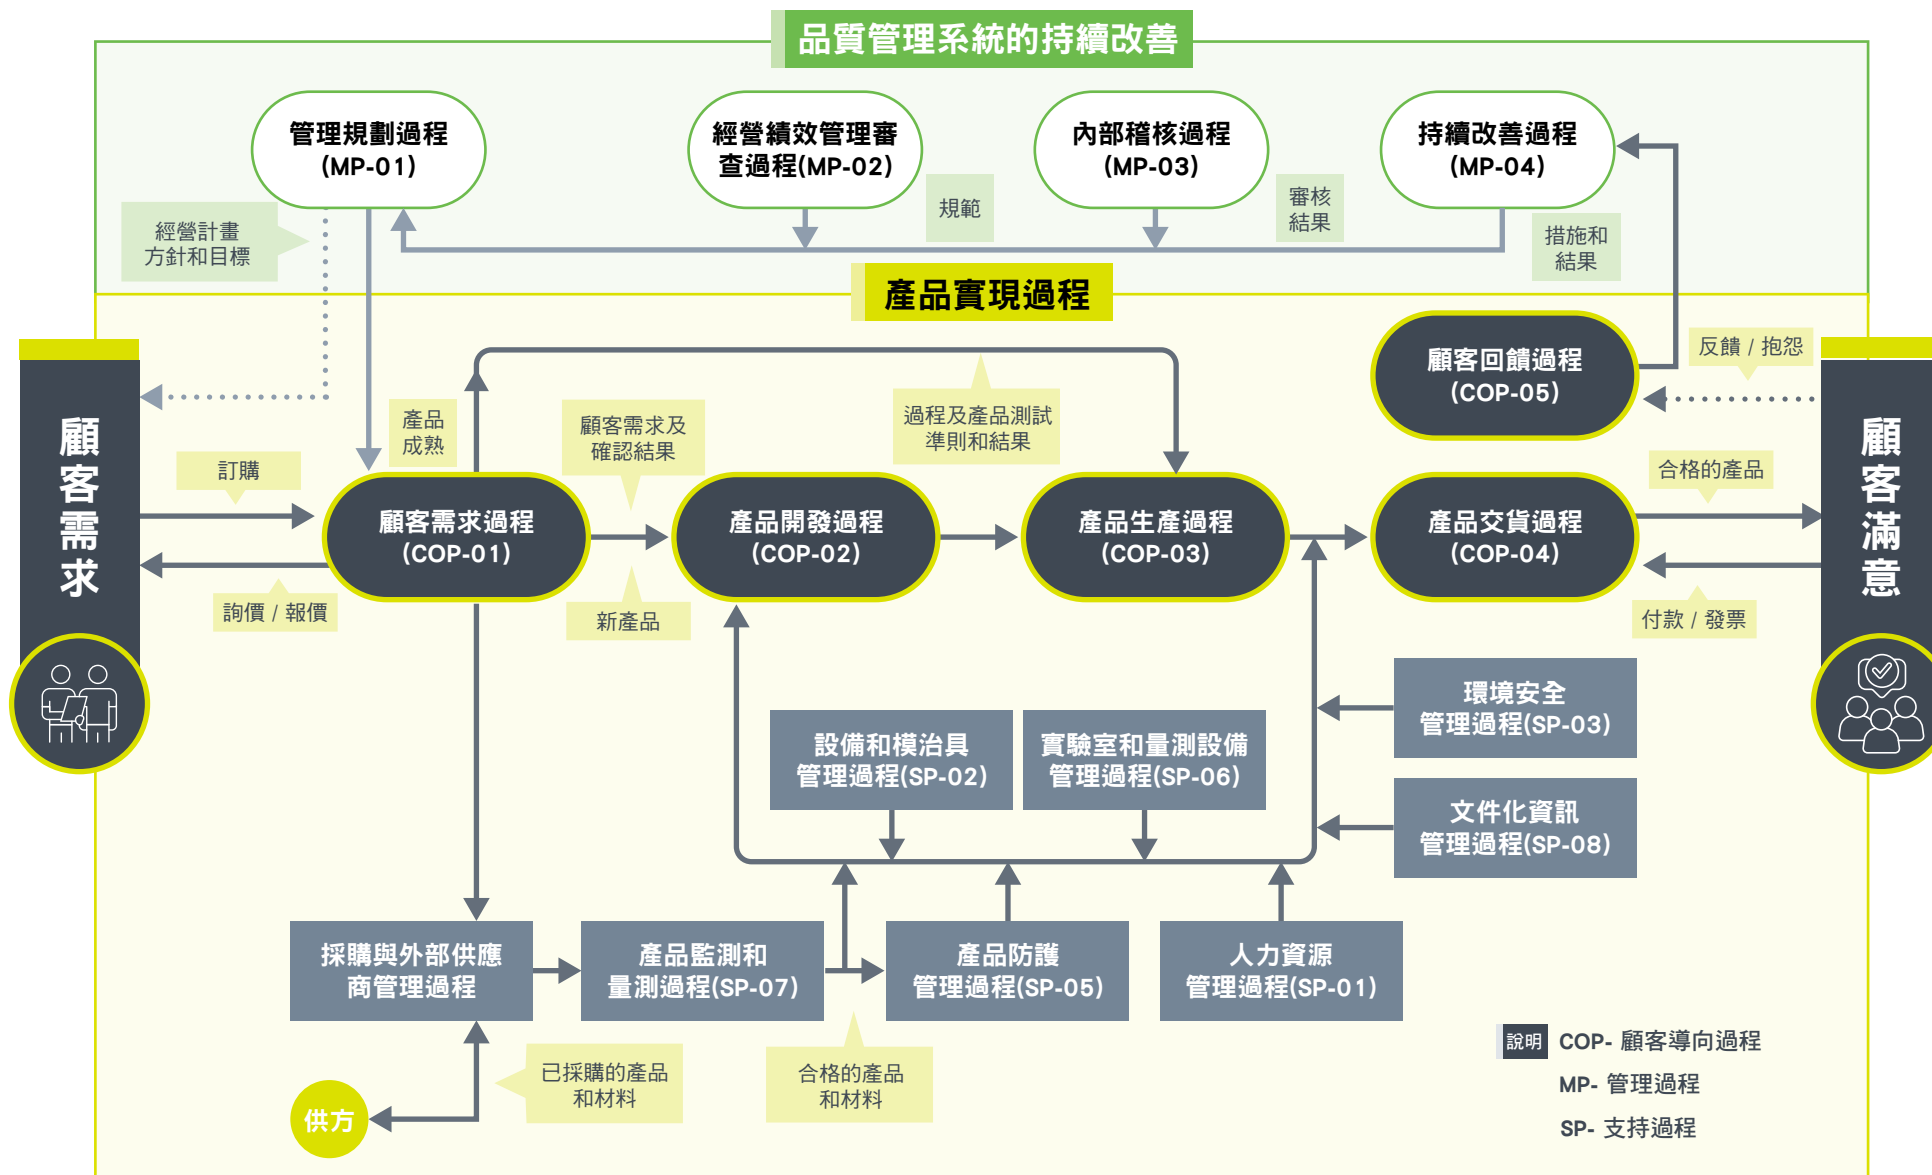 品質管理系統的持續改善
管理規劃過程
(MP-01)
經營績效管理審
查過程(MP-02)
內部稽核過程
(MP-03)
持續改善過程
(MP-04)
經營計畫
方針和目標
規範
審核
結果
措施和
結果
產品實現過程
顧客需求
訂購
詢價 / 報價
產品
成熟
顧客需求及
確認結果
新產品
過程及產品測試
準則和結果
顧客回饋過程
(COP-05)
反饋 / 抱怨
顧客需求過程
(COP-01)
產品開發過程
(COP-02)
產品生產過程
(COP-03)
產品交貨過程
(COP-04)
合格的產品
付款 / 發票
顧客滿意
設備和模治具
管理過程(SP-02)
實驗室和量測設備
管理過程(SP-06)
環境安全
管理過程(SP-03)
文件化資訊
管理過程(SP-08)
採購與外部供應
商管理過程
產品監測和
量測過程(SP-07)
產品防護
管理過程(SP-05)
人力資源
管理過程(SP-01)
供方
已採購的產品
和材料
合格的產品
和材料
說明 COP- 顧客導向過程
MP- 管理過程
SP- 支持過程